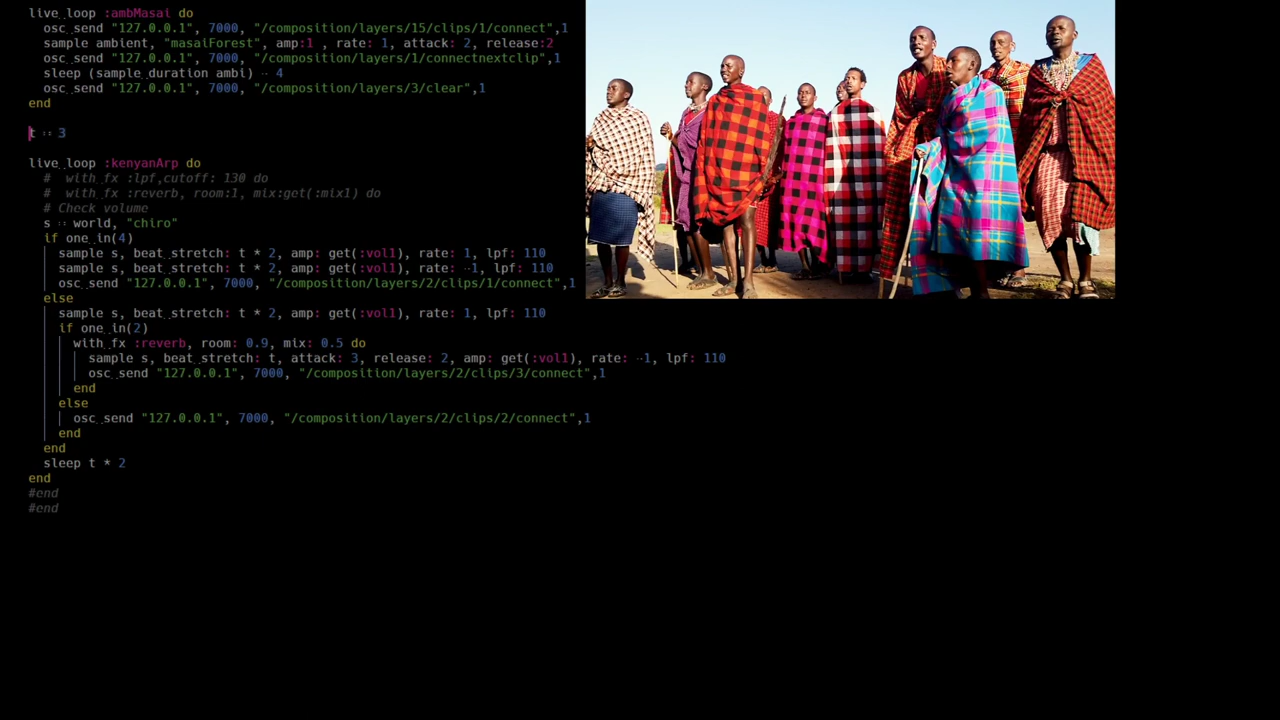 live_loop :ambMasai do
osc_send "127.0.0.1", 7000, "/composition/layers/15/clips/1/connect",1
sample ambient, "masaiForest", amp:1 , rate: 1, attack: 2, release:2
osc_send "127.0.0.1", 7000, "/composition/layers/1/connectnextclip",1
sleep (sample_duration ambi) - 4
osc_send "127.0.0.1", 7000, "/composition/layers/3/clear",1
end
t = 3
live_loop :kenyanArp do
#  with_fx :lpf,cutoff: 130 do
#  with_fx :reverb, room:1, mix:get(:mix1) do
# Check volume
s = world, "chiro"
if one_in(4)
sample s, beat_stretch: t * 2, amp: get(:vol1), rate: 1, lpf: 110
sample s, beat_stretch: t * 2, amp: get(:vol1), rate: -1, lpf: 110
osc_send "127.0.0.1", 7000, "/composition/layers/2/clips/1/connect",1
else
sample s, beat_stretch: t * 2, amp: get(:vol1), rate: 1, lpf: 110
if one_in(2)
with_fx :reverb, room: 0.9, mix: 0.5 do
sample s, beat_stretch: t, attack: 3, release: 2, amp: get(:vol1), rate: -1, lpf: 110
osc_send "127.0.0.1", 7000, "/composition/layers/2/clips/3/connect",1
end
else
osc_send "127.0.0.1", 7000, "/composition/layers/2/clips/2/connect",1
end
end
sleep t * 2
end
#end
#end